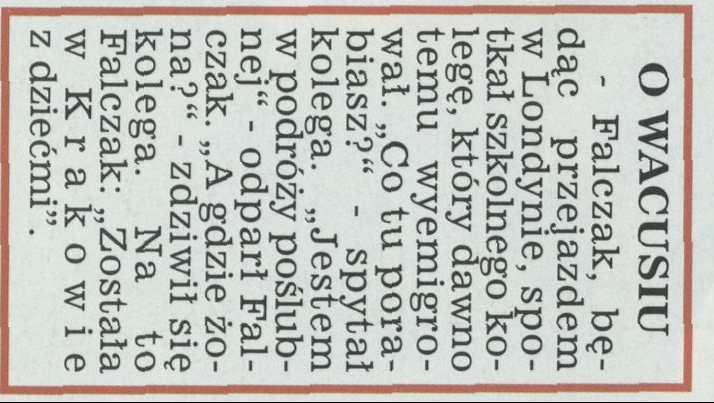 O WACUSIU
- Falczak, bę-
dąc przejazdem
w Londynie, spo-
tkał szkolnego ko-
legę, który dawno
temu wyemigro-
wał. „Co tu pora-
biasz?“ - spytał
kolega. „Jestem
w podróży poślub-
nej“ - odparł Fal-
czak. „A gdzie żo-
na?“ - zdziwił się
kolega. Na to
Falczak: „Została
w Krakowie
z dziećmi”.